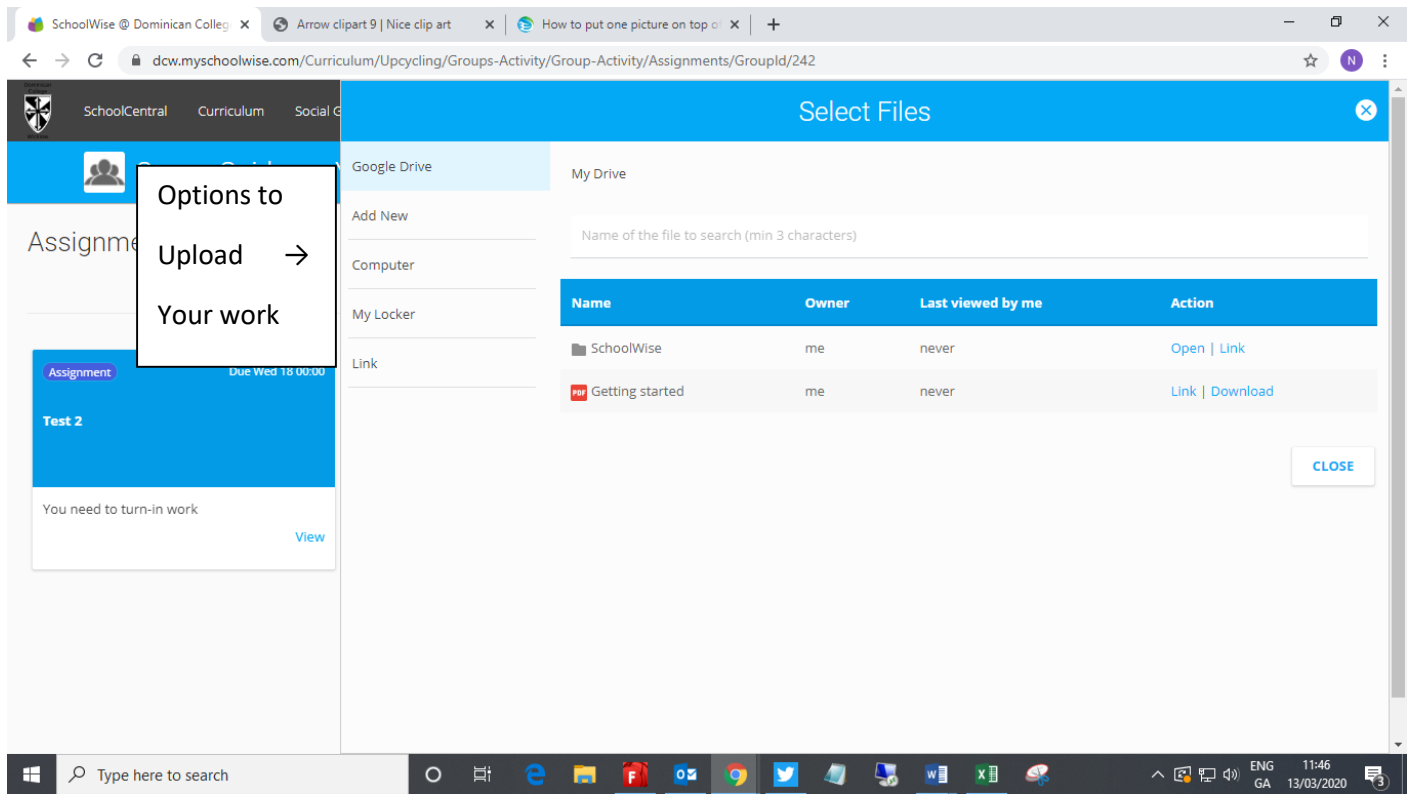 SchoolWise @ Dominican Colleg
Arrow clipart 9 | Nice clip art
How to put one picture on top of
dcw.myschoolwise.com/Curriculum/Upcycling/Groups-Activity/Group-Activity/Assignments/GroupId/242
N
SchoolCentral Curriculum Social G
Select Files
Options to
Upload →
Your work
Assignme
Assignment Due Wed 18 00:00
Test 2
You need to turn-in work
View
Google Drive
Add New
Computer
My Locker
Link
My Drive
Name of the file to search (min 3 characters)
Name Owner Last viewed by me Action
SchoolWise me never Open | Link
PDF Getting started me never Link | Download
CLOSE
Type here to search
ENG 11:46
GA 13/03/2020
3